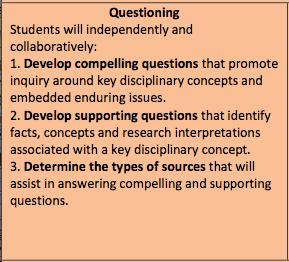 Questioning
Students will independently and
collaboratively:
1. Develop compelling questions that promote
inquiry around key disciplinary concepts and
embedded enduring issues.
2. Develop supporting questions that identify
facts, concepts and research interpretations
associated with a key disciplinary concept.
3. Determine the types of sources that will
assist in answering compelling and supporting
questions.